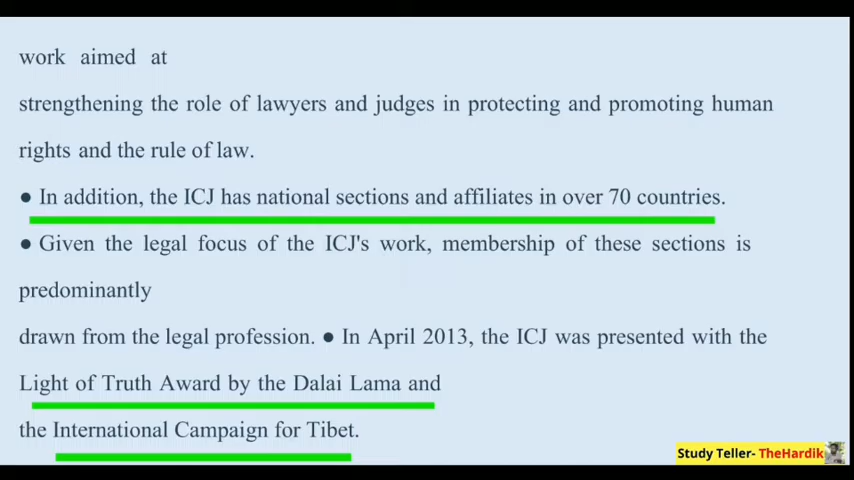 work aimed at
strengthening the role of lawyers and judges in protecting and promoting human
rights and the rule of law.
● In addition, the ICJ has national sections and affiliates in over 70 countries.
● Given the legal focus of the ICJ's work, membership of these sections is
predominantly
drawn from the legal profession. ● In April 2013, the ICJ was presented with the
Light of Truth Award by the Dalai Lama and
the International Campaign for Tibet.
Study Teller- TheHardik